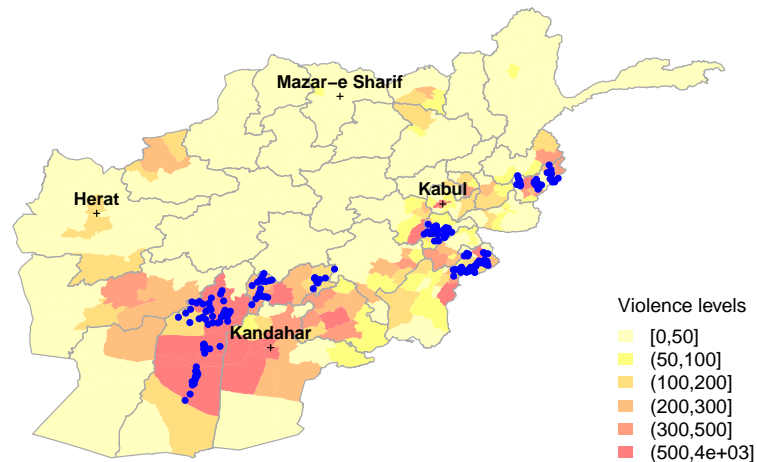 Mazar−e Sharif
Kabul
Herat
Kandahar
Violence levels
[0,50]
(50,100]
(100,200]
(200,300]
(300,500]
(500,4e+03]